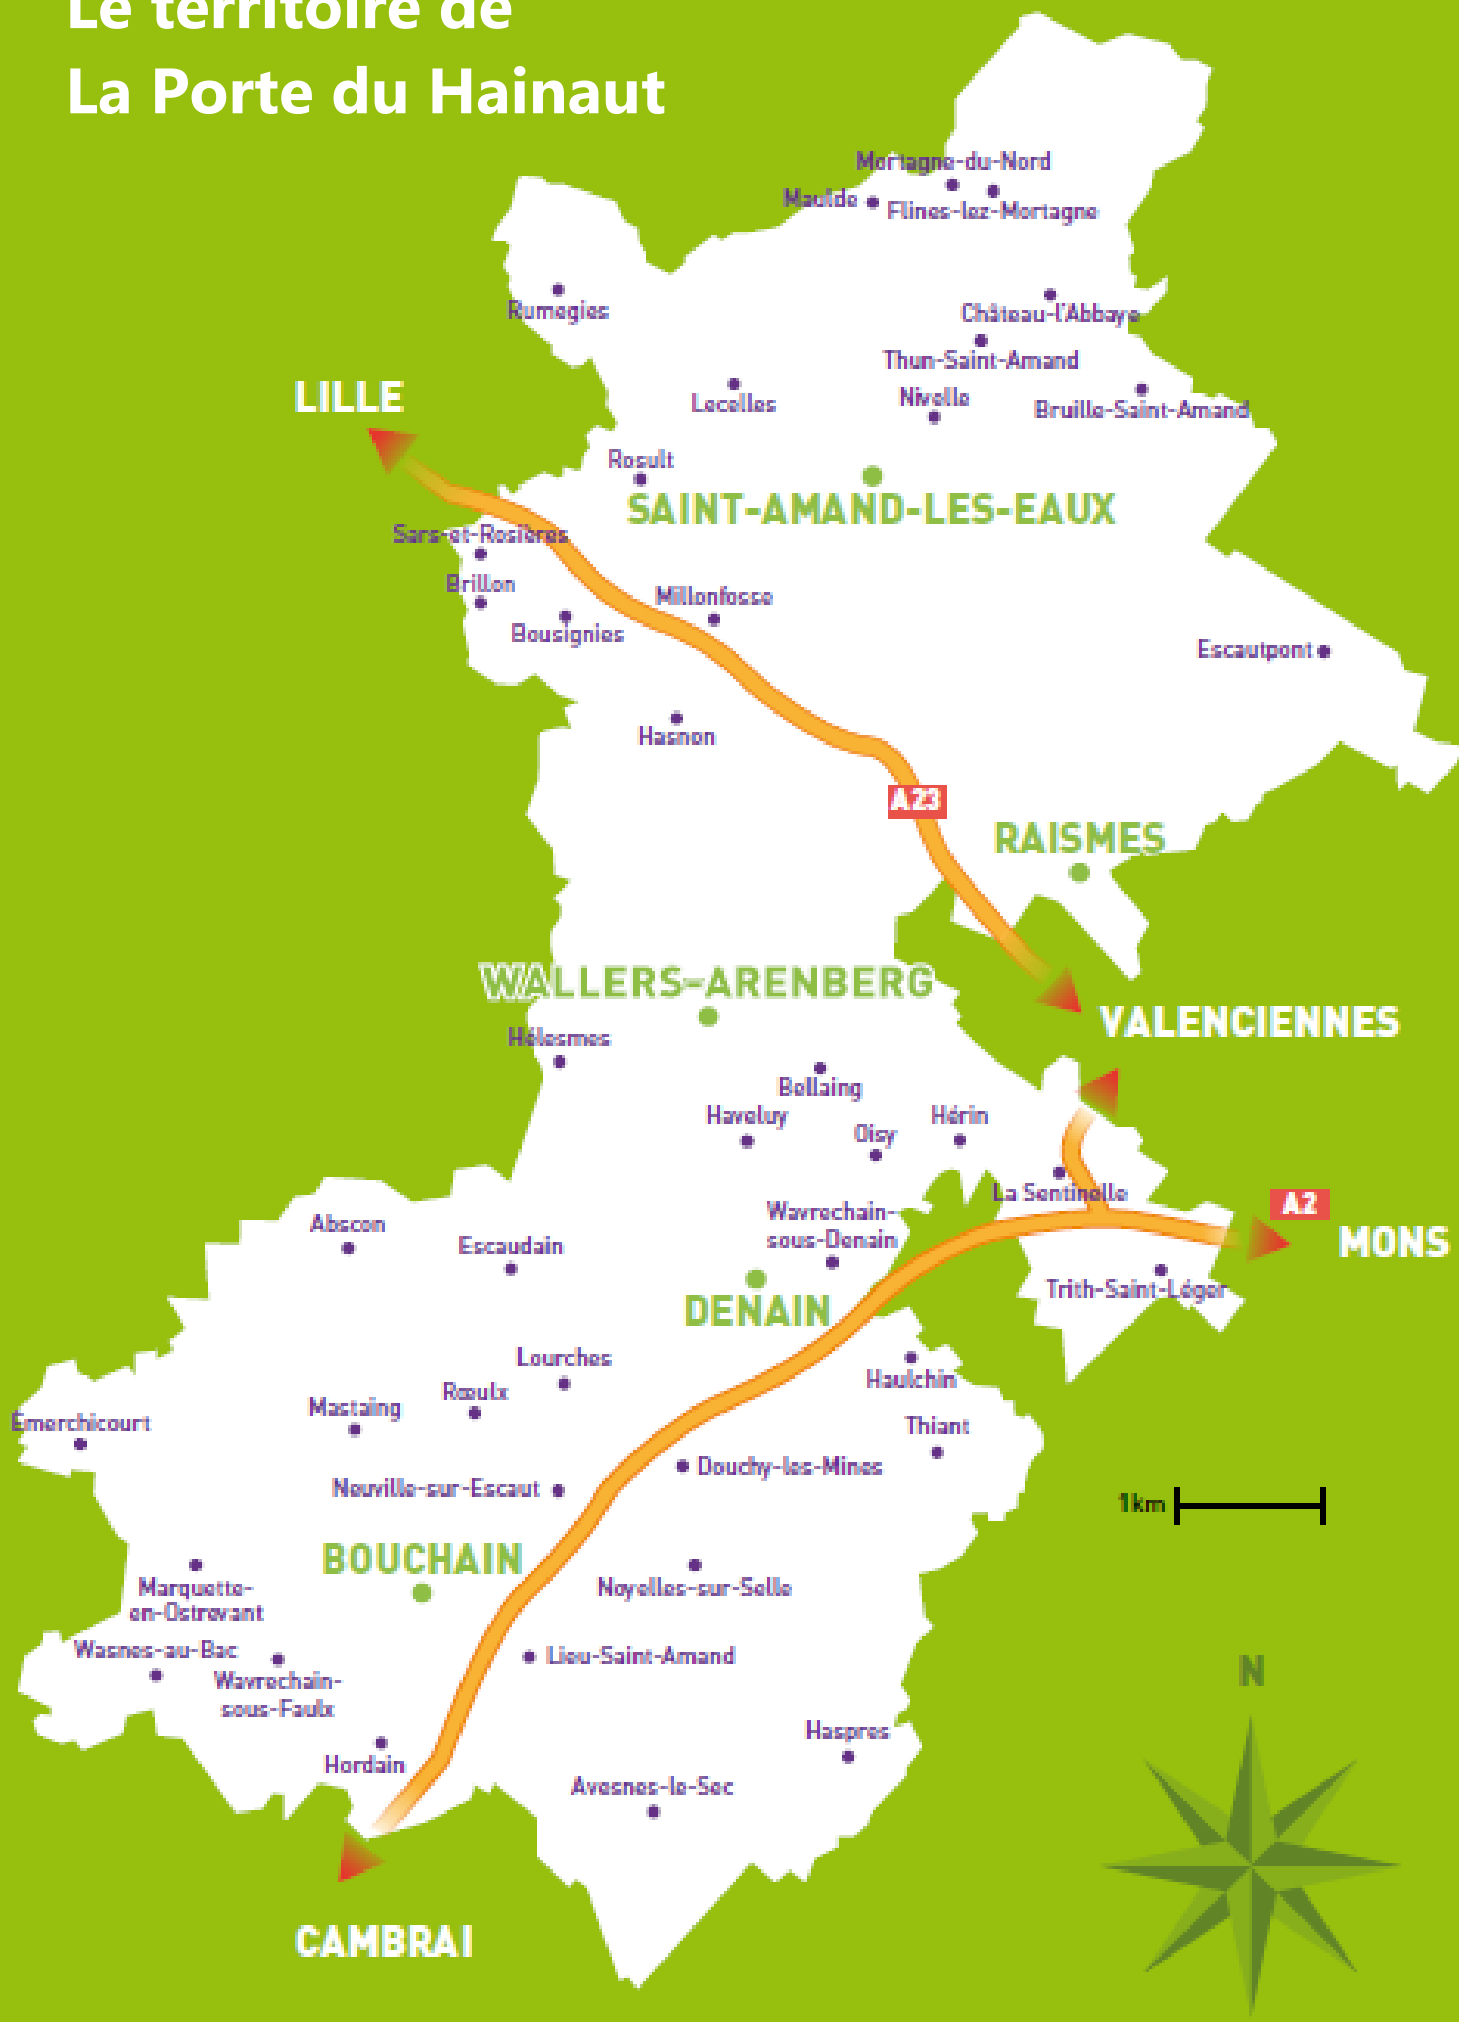 Le territoire de
La Porte du Hainaut
Mortagne-du-Nord
Maulde
Flines-lez-Mortagne
Rumegies
Château-l'Abbaye
Thun-Saint-Amand
LILLE
Lecelles
Nivelle
Bruille-Saint-Amand
Rosult
SAINT-AMAND-LES-EAUX
Sars-et-Rosières
Brillon
Millonfosse
Bousignies
Escautpont
Hasnon
A23
RAISMES
WALLERS-ARENBERG
VALENCIENNES
Hélesmes
Bellaing
Haveluy
Oisy
Hérin
La Sentinelle
A2
Wavrechain-
sous-Denain
MONS
Abscon
Escaudain
Trith-Saint-Léger
DENAIN
Lourches
Haulchin
Rœulx
Mastaing
Émerchicourt
Thiant
Douchy-les-Mines
Neuville-sur-Escaut
1km
BOUCHAIN
Marquette-
en-Ostrevant
Noyelles-sur-Selle
Wasnes-au-Bac
Lieu-Saint-Amand
Wavrechain-
sous-Faulx
N
Haspres
Hordain
Avesnes-le-Sec
CAMBRAI